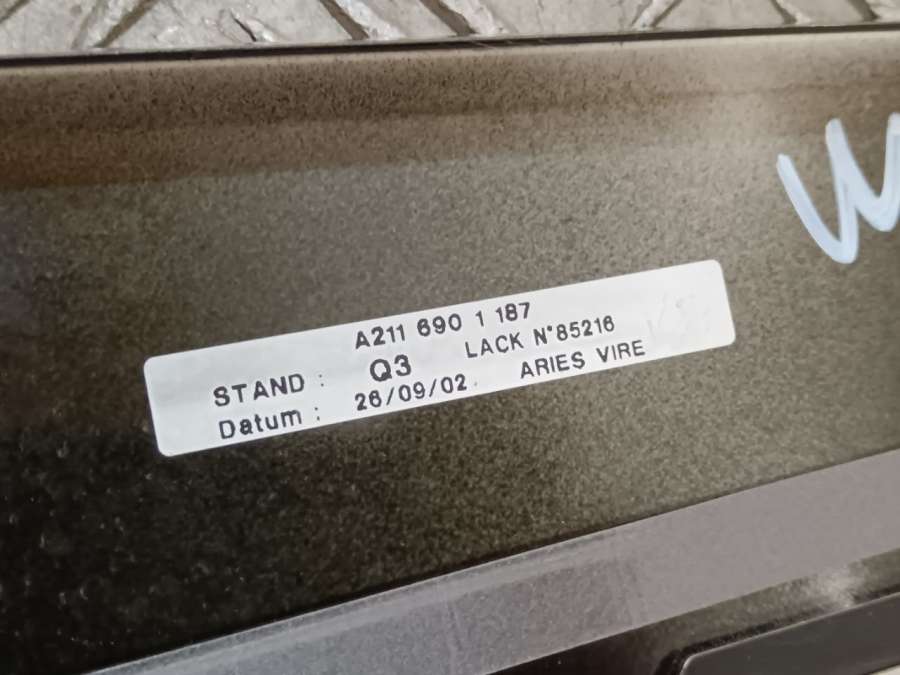 A211 690 1 187
STAND : Q3 LACK N°85216
Datum : 26/09/02. ARIES VIRE